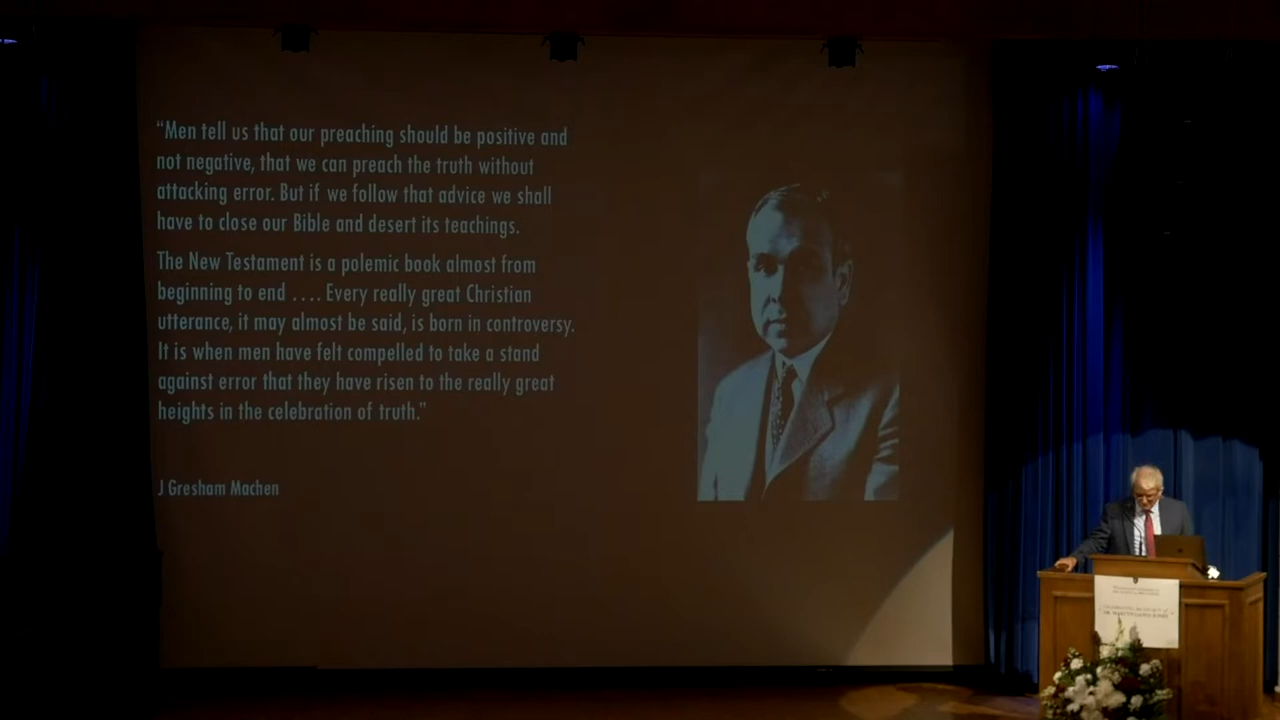 “Men tell us that our preaching should be positive and
not negative, that we can preach the truth without
attacking error. But if we follow that advice we shall
have to close our Bible and desert its teachings.
The New Testament is a polemic book almost from
beginning to end .... Every really great Christian
utterance, it may almost be said, is born in controversy.
It is when men have felt compelled to take a stand
against error that they have risen to the really great
heights in the celebration of truth.”
J Gresham Machen